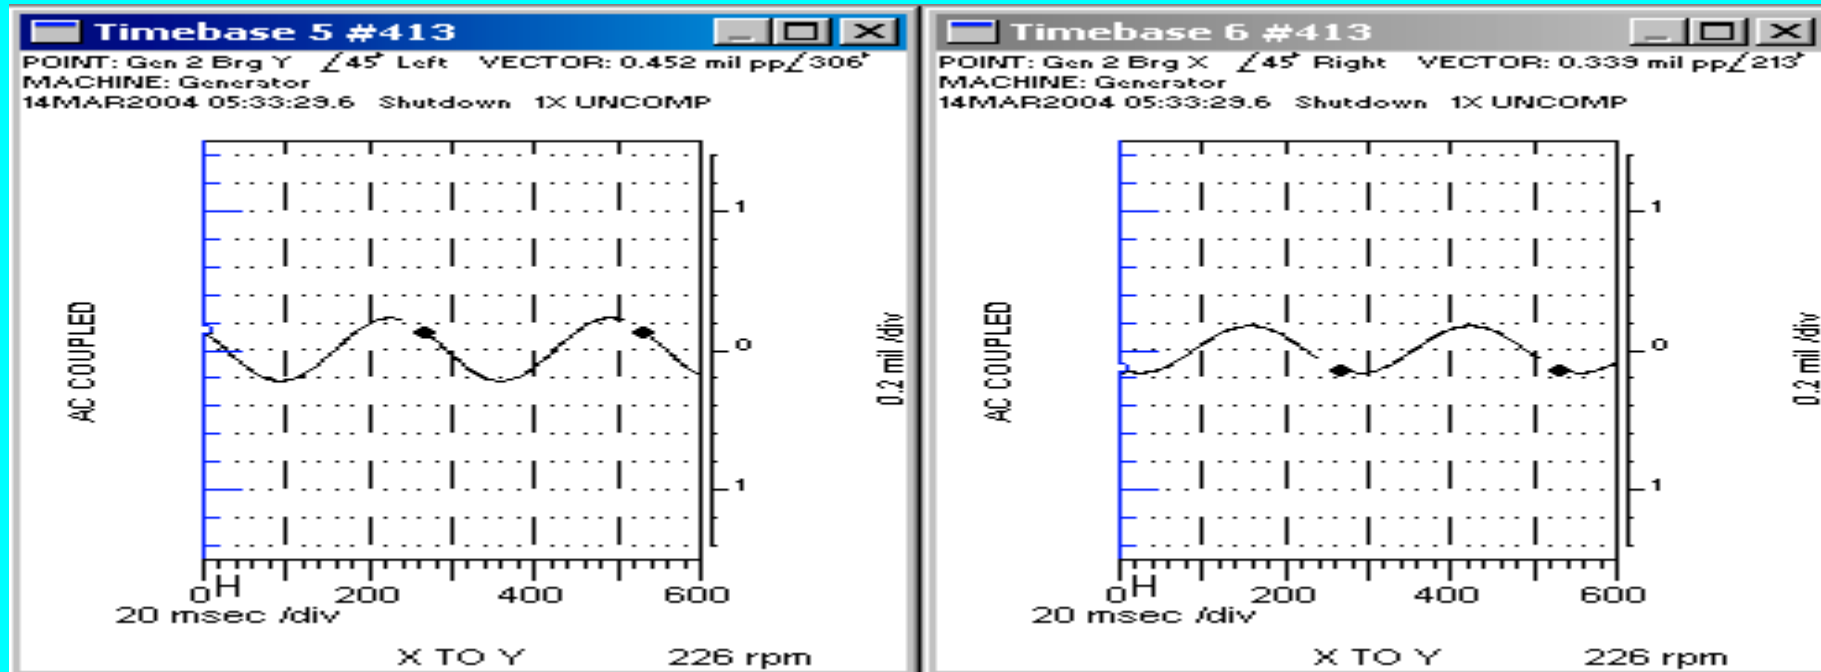 Timebase 5 #413
POINT: Gen 2 Brg Y ∠45° Left VECTOR: 0.452 mil pp∠306°
MACHINE: Generator
14MAR2004 05:33:29.6 Shutdown 1X UNCOMP
AC COUPLED
1
0
1
0.2 mil /div
0 H 200 400 600
20 msec /div
X TO Y 226 rpm
Timebase 6 #413
POINT: Gen 2 Brg X ∠45° Right VECTOR: 0.339 mil pp∠213°
MACHINE: Generator
14MAR2004 05:33:29.6 Shutdown 1X UNCOMP
AC COUPLED
1
0
1
0.2 mil /div
0 H 200 400 600
20 msec /div
X TO Y 226 rpm